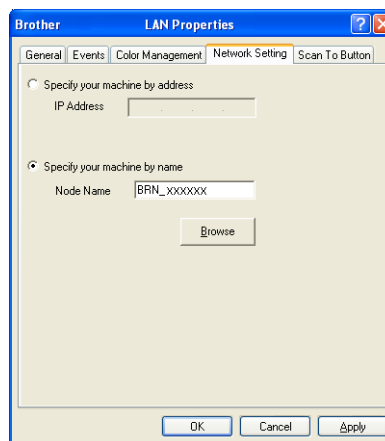 Brother LAN Properties
General Events Color Management Network Setting Scan To Button
Specify your machine by address
IP Address . . .
Specify your machine by name
Node Name BRN_xxxxxx
Browse
OK Cancel Apply